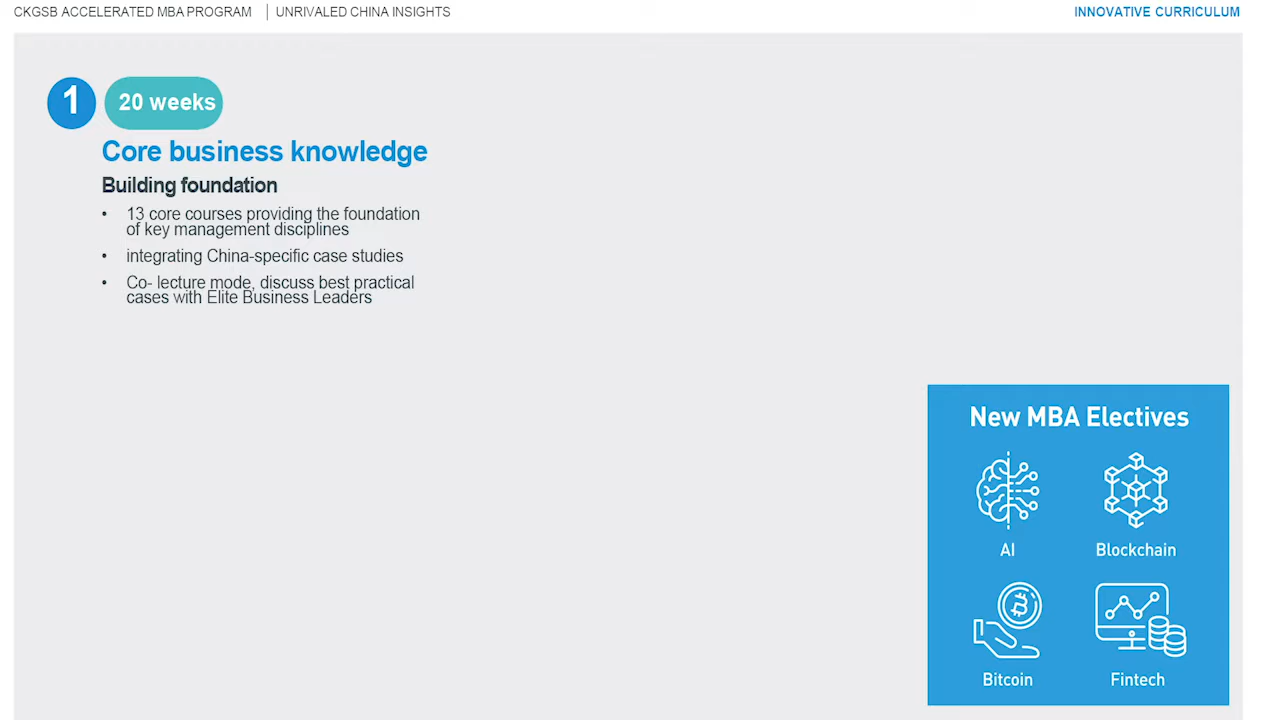 CKGSB ACCELERATED MBA PROGRAM | UNRIVALED CHINA INSIGHTS
INNOVATIVE CURRICULUM
1
20 weeks
Core business knowledge
Building foundation
• 13 core courses providing the foundation
of key management disciplines
• integrating China-specific case studies
• Co- lecture mode, discuss best practical
cases with Elite Business Leaders
New MBA Electives
AI
Blockchain
Bitcoin
Fintech